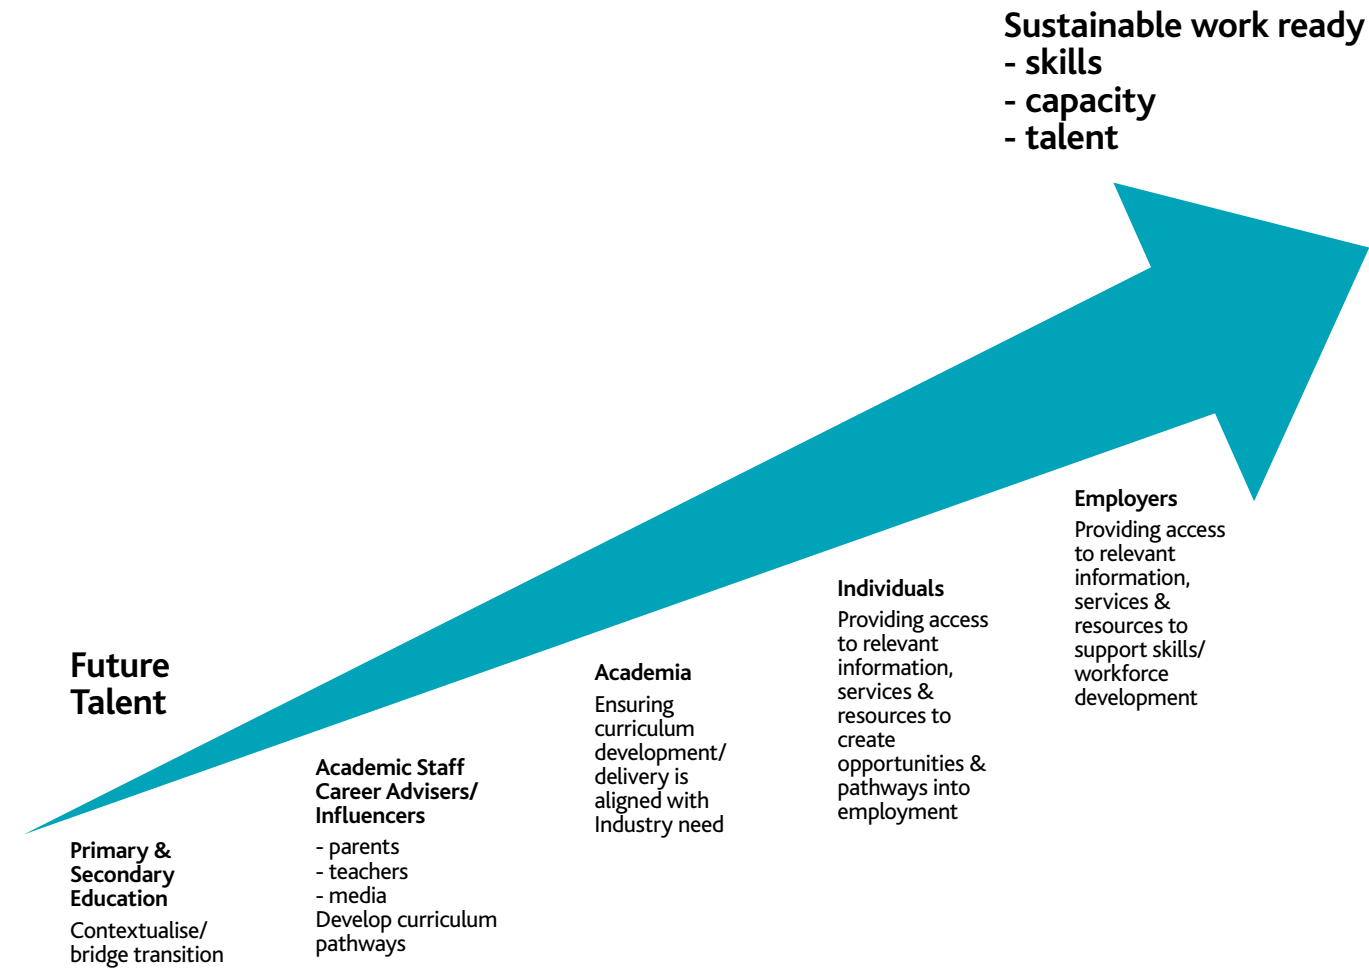 Sustainable work ready
- skills
- capacity
- talent
Future
Talent
Primary &
Secondary
Education
Contextualise/
bridge transition
Academic Staff
Career Advisers/
Influencers
- parents
- teachers
- media
Develop curriculum
pathways
Academia
Ensuring
curriculum
development/
delivery is
aligned with
Industry need
Individuals
Providing access
to relevant
information,
services &
resources to
create
opportunities &
pathways into
employment
Employers
Providing access
to relevant
information,
services &
resources to
support skills/
workforce
development